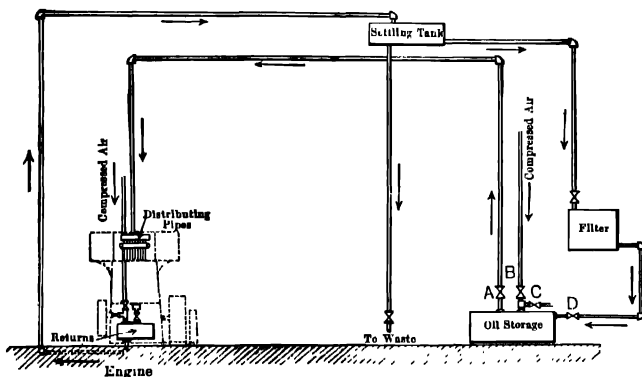 Settling Tank
Compressed Air
Compressed Air
Distributing
Pipes
Filter
A
B
C
D
Oil Storage
Returns
To Waste
Engine